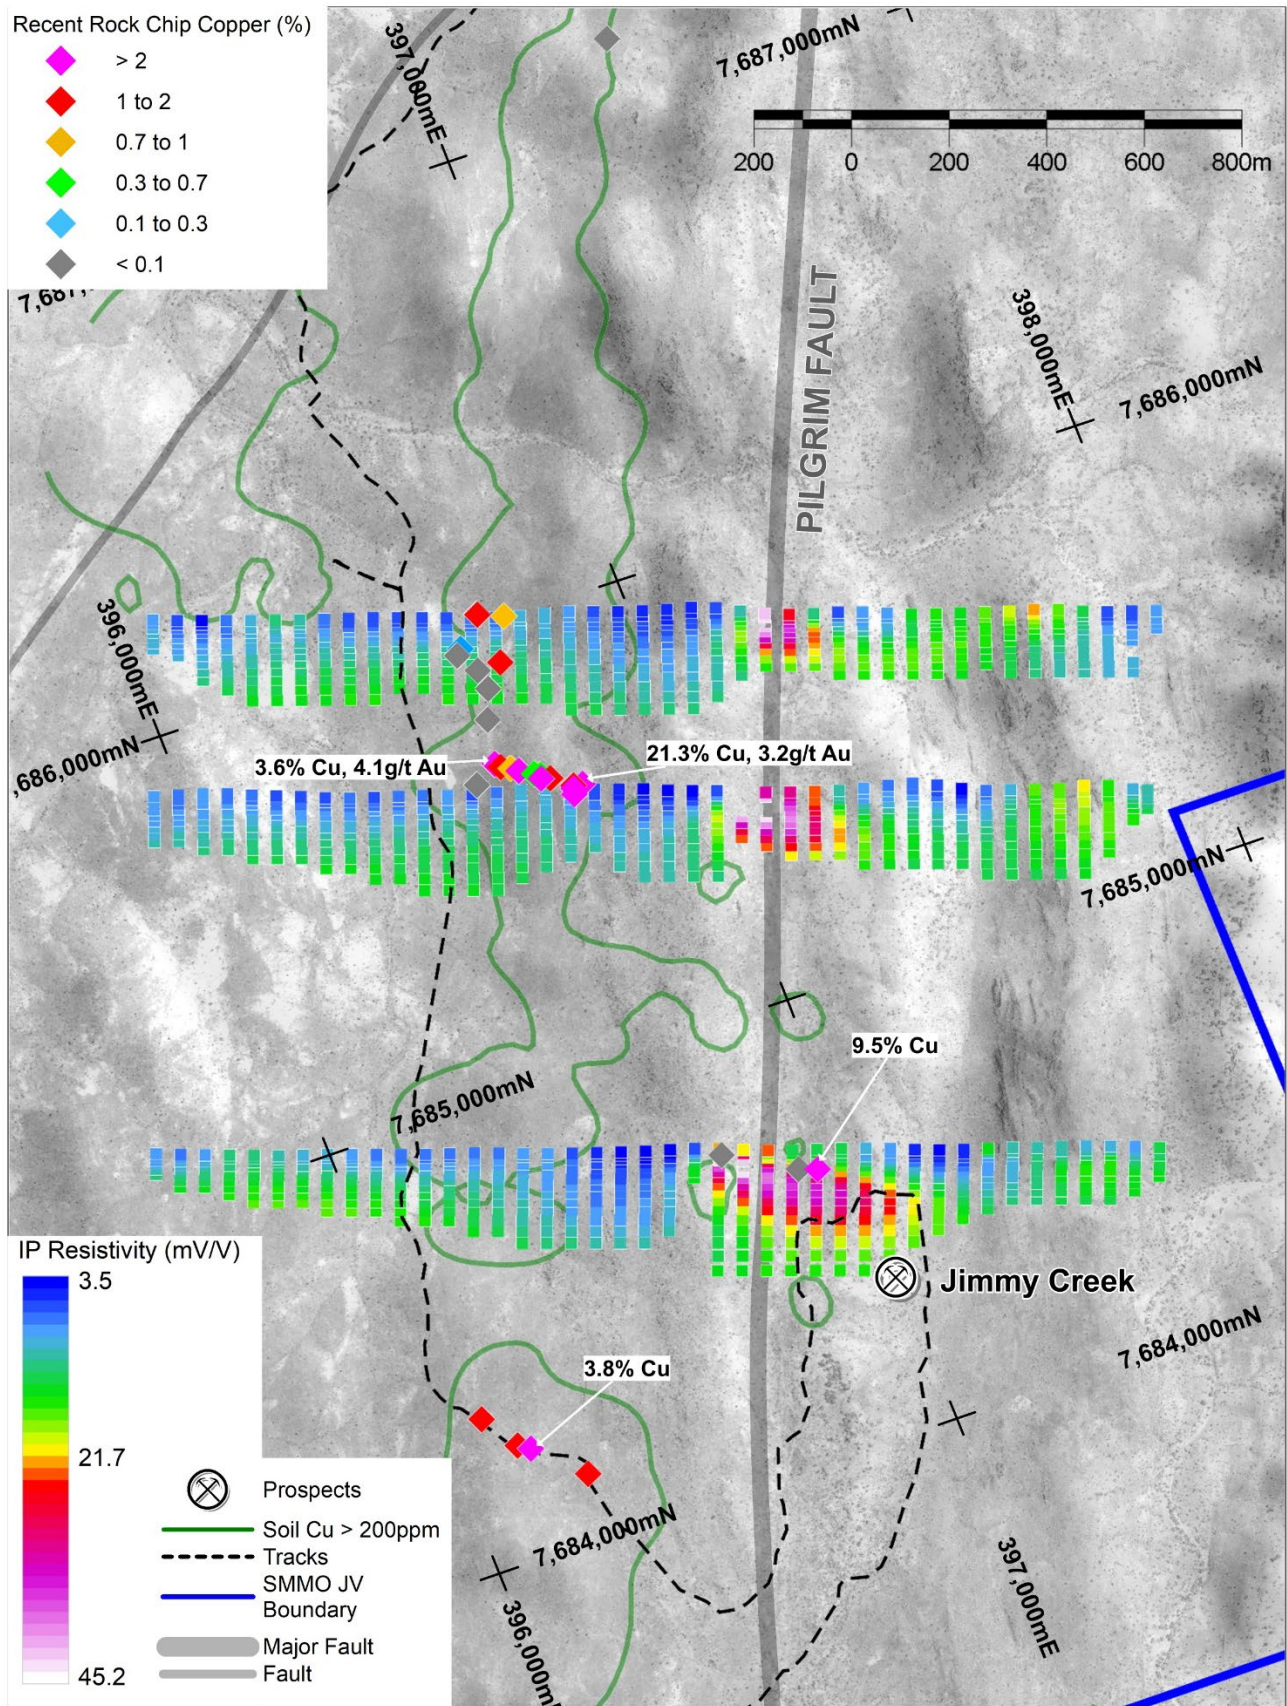 Recent Rock Chip Copper (%)
> 2
1 to 2
0.7 to 1
0.3 to 0.7
0.1 to 0.3
< 0.1
397,000mE
7,687,000mN
200 0 200 400 600 800m
7,687,
PILGRIM FAULT
398,000mE
7,686,000mN
396,000mE
,686,000mN
3.6% Cu, 4.1g/t Au
21.3% Cu, 3.2g/t Au
7,685,000mN
9.5% Cu
7,685,000mN
Jimmy Creek
7,684,000mN
3.8% Cu
7,684,000mN
396,000m
397,000mE
IP Resistivity (mV/V)
3.5
21.7
45.2
Prospects
Soil Cu > 200ppm
Tracks
SMMO JV
Boundary
Major Fault
Fault